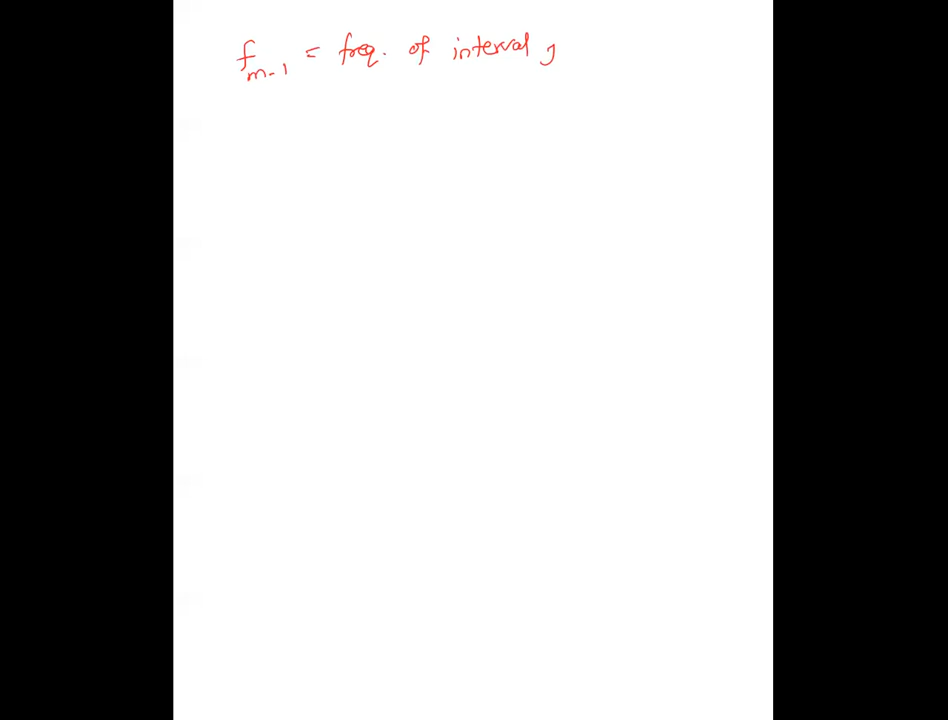 f_{m-1} = freq. of interval